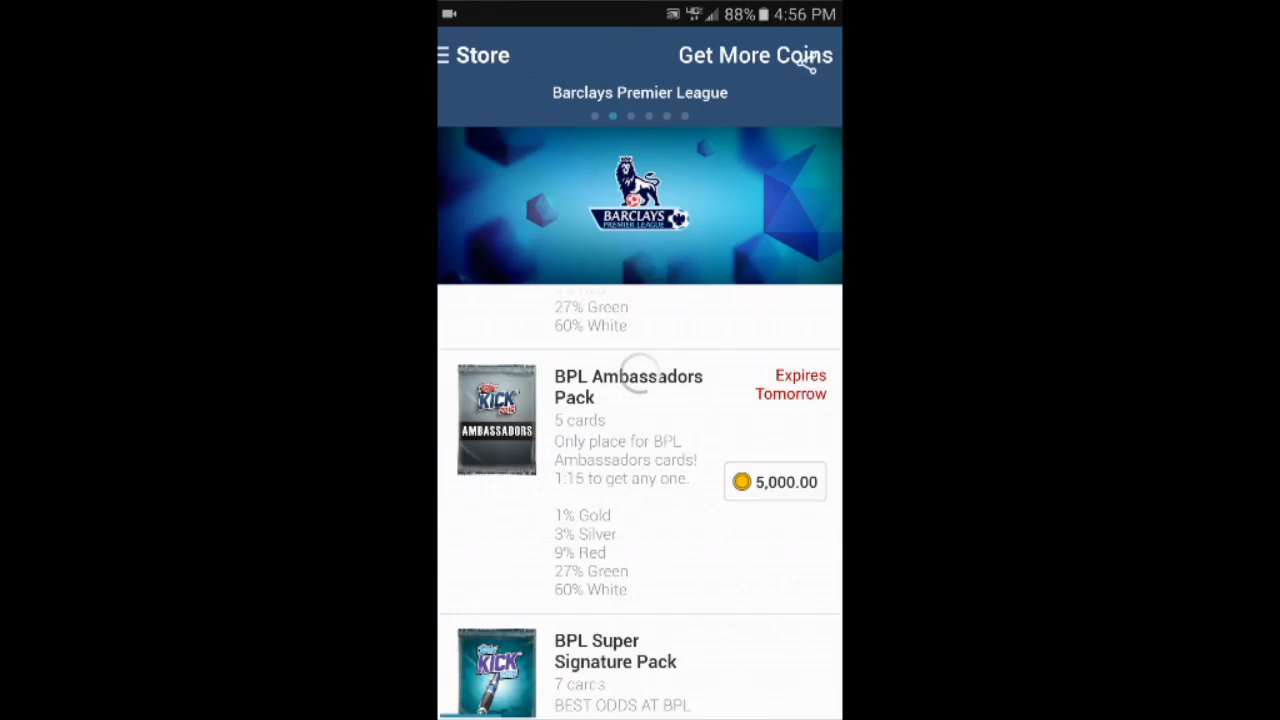 88% 4:56 PM
Store
Get More Coins
Barclays Premier League
BARCLAYS
PREMIER LEAGUE
27% Green
60% White
BPL Ambassadors
Pack
Expires
Tomorrow
5 cards
Only place for BPL
Ambassadors cards!
1:15 to get any one.
5,000.00
KICK
AMBASSADORS
1% Gold
3% Silver
9% Red
27% Green
60% White
BPL Super
Signature Pack
7 cards
BEST ODDS AT BPL
KICK